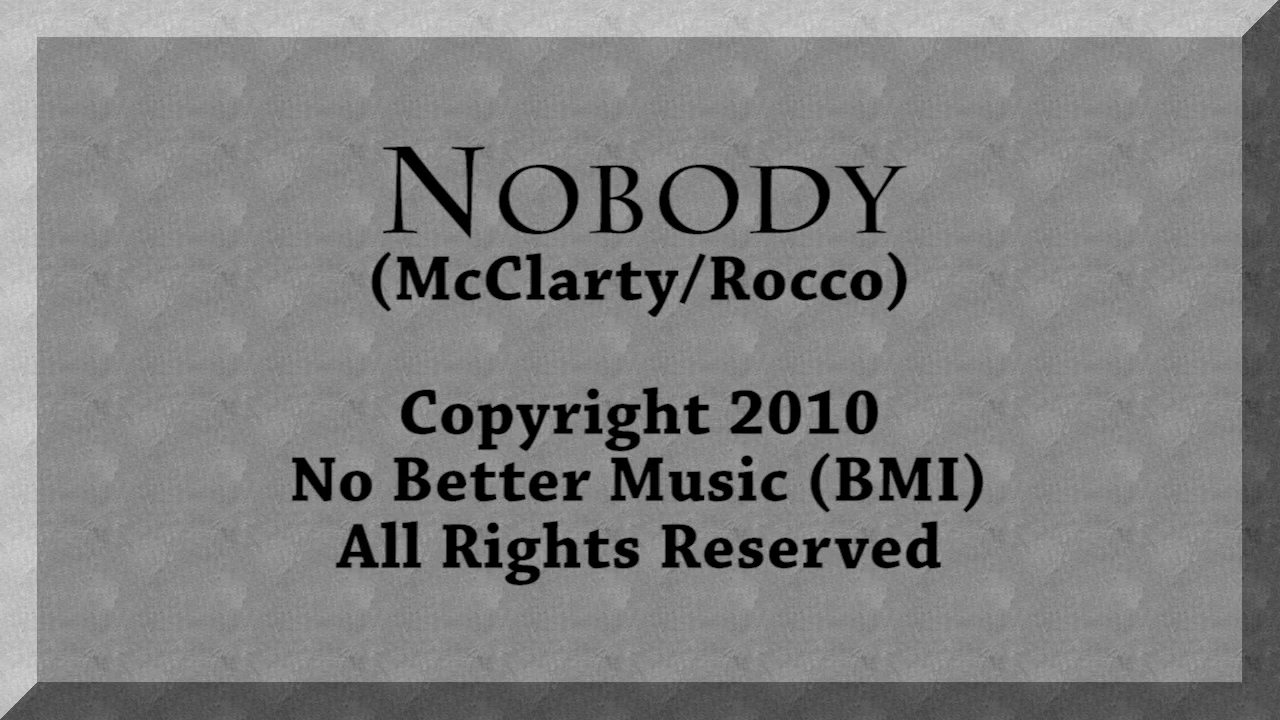 Nobody
(McClarty/Rocco)
Copyright 2010
No Better Music (BMI)
All Rights Reserved